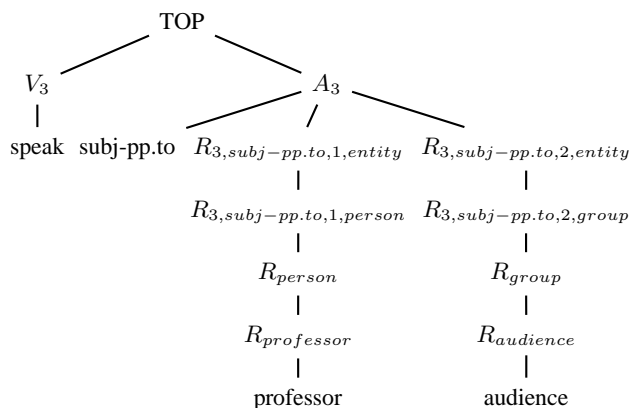 TOP
V₃ A₃
speak subj-pp.to R₃,subj−pp.to,1,entity R₃,subj−pp.to,2,entity
R₃,subj−pp.to,1,person R₃,subj−pp.to,2,group
Rperson Rgroup
Rprofessor Raudience
professor audience